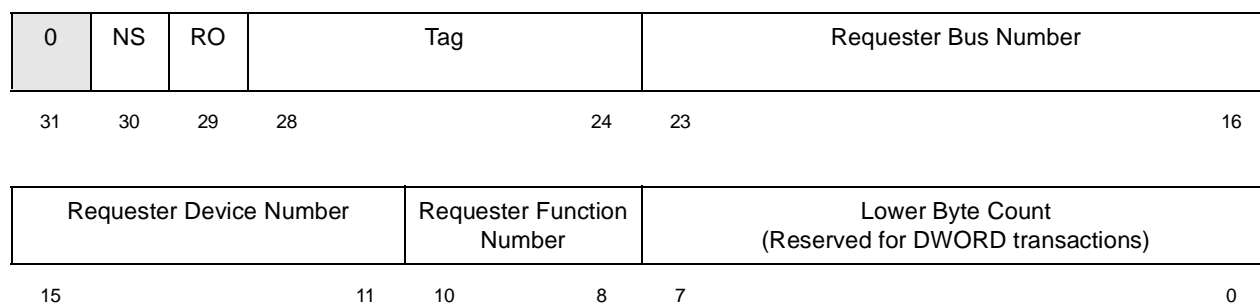 0 NS RO Tag Requester Bus Number
31 30 29 28 24 23 16
Requester Device Number Requester Function Lower Byte Count
Number (Reserved for DWORD transactions)
15 11 10 8 7 0